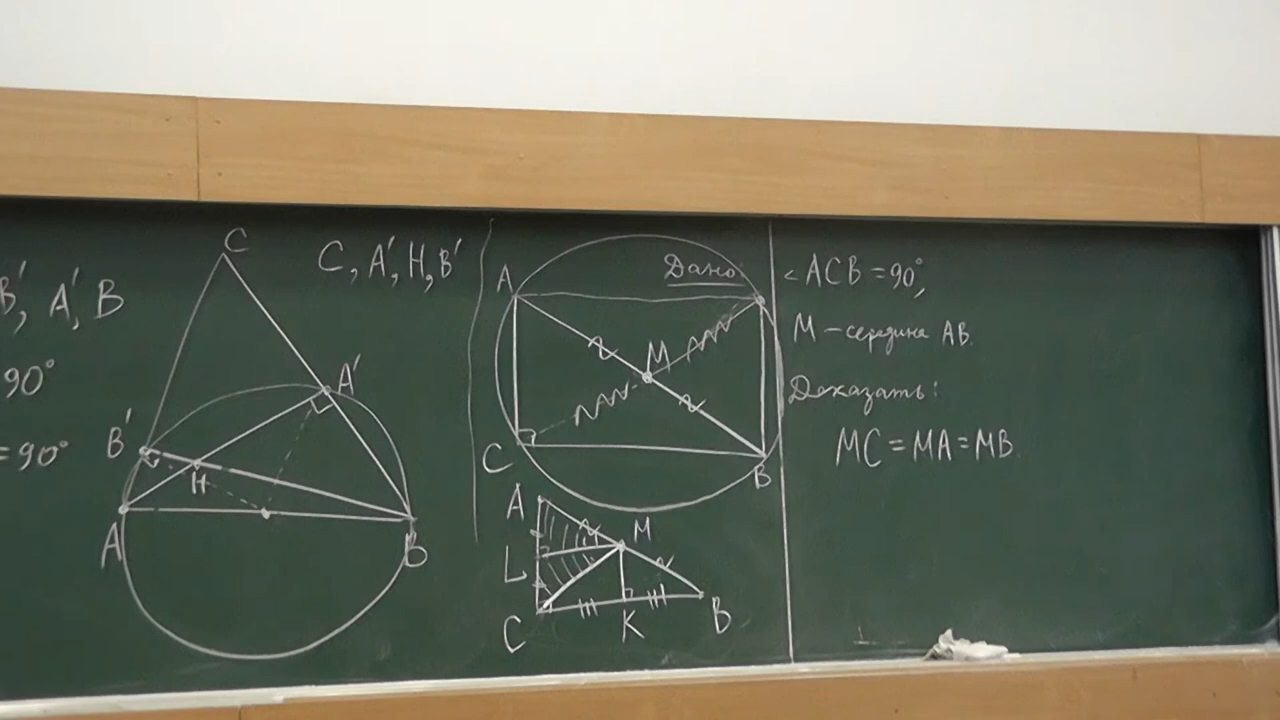 B', A', B
90°
=90°
C
C, A', H, B'
A'
B'
H
A
B
A
M
C
B
A
M
L
C
K
B
Дано:
∠ACB = 90°,
M – середина AB.
Доказать:
MC = MA = MB.